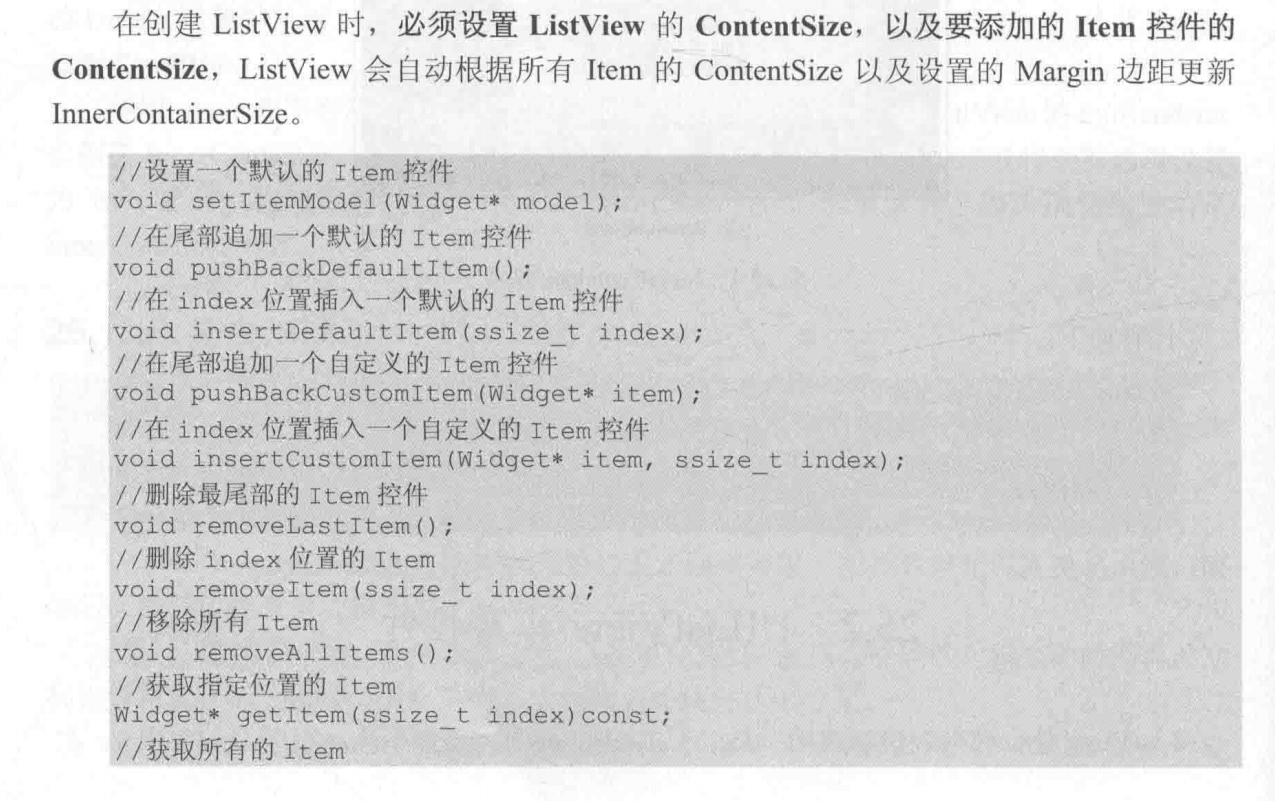 在创建 ListView 时，必须设置 ListView 的 ContentSize，以及要添加的 Item 控件的
ContentSize，ListView 会自动根据所有 Item 的 ContentSize 以及设置的 Margin 边距更新
InnerContainerSize。
//设置一个默认的 Item 控件
void setItemModel(Widget* model);
//在尾部追加一个默认的 Item 控件
void pushBackDefaultItem();
//在 index 位置插入一个默认的 Item 控件
void insertDefaultItem(ssize_t index);
//在尾部追加一个自定义的 Item 控件
void pushBackCustomItem(Widget* item);
//在 index 位置插入一个自定义的 Item 控件
void insertCustomItem(Widget* item, ssize_t index);
//删除最尾部的 Item 控件
void removeLastItem();
//删除 index 位置的 Item
void removeItem(ssize_t index);
//移除所有 Item
void removeAllItems();
//获取指定位置的 Item
Widget* getItem(ssize_t index)const;
//获取所有的 Item